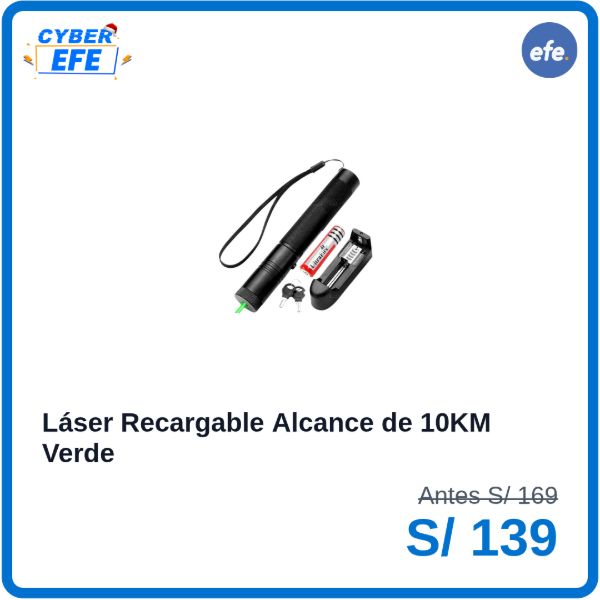 CYBER
EFE
efe.
Láser Recargable Alcance de 10KM
Verde
Antes S/ 169
S/ 139